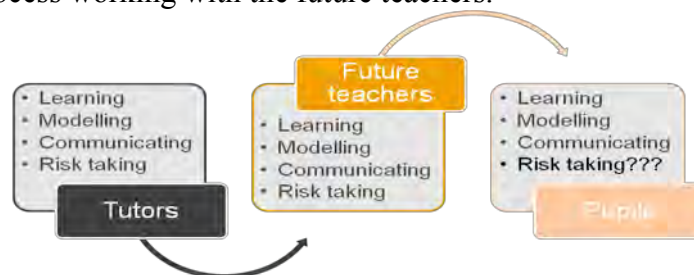 ocess working with the future teachers.
• Learning
• Modelling
• Communicating
• Risk taking
Tutors
Future
teachers
• Learning
• Modelling
• Communicating
• Risk taking
• Learning
• Modelling
• Communicating
• Risk taking???
Pupils